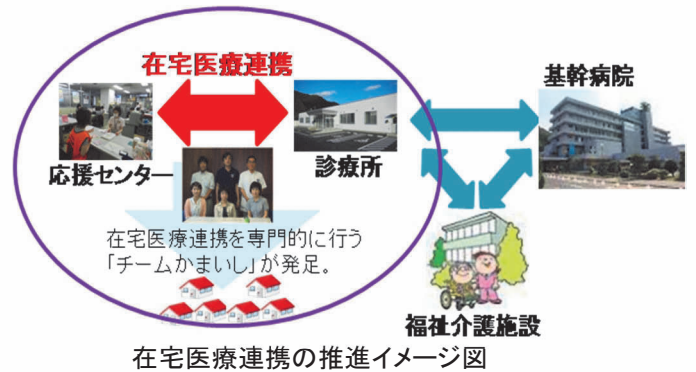 在宅医療連携
基幹病院
応援センター
診療所
在宅医療連携を専門的に行う
「チームかまいし」が発足。
福祉介護施設
在宅医療連携の推進イメージ図